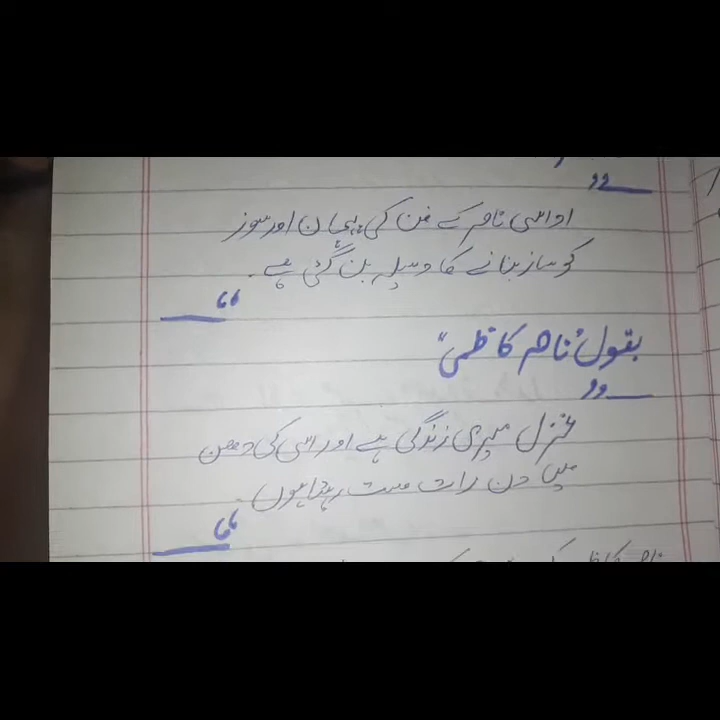 اداسی ناصر کے فن کی پہچان اور سوز
کو ساز بنانے کا وسیلہ بن گئی ہے۔
بقول "ناصر کاظمی"
غزل میری زندگی ہے اور اسی کی دھن
میں دن رات مست رہتا ہوں۔